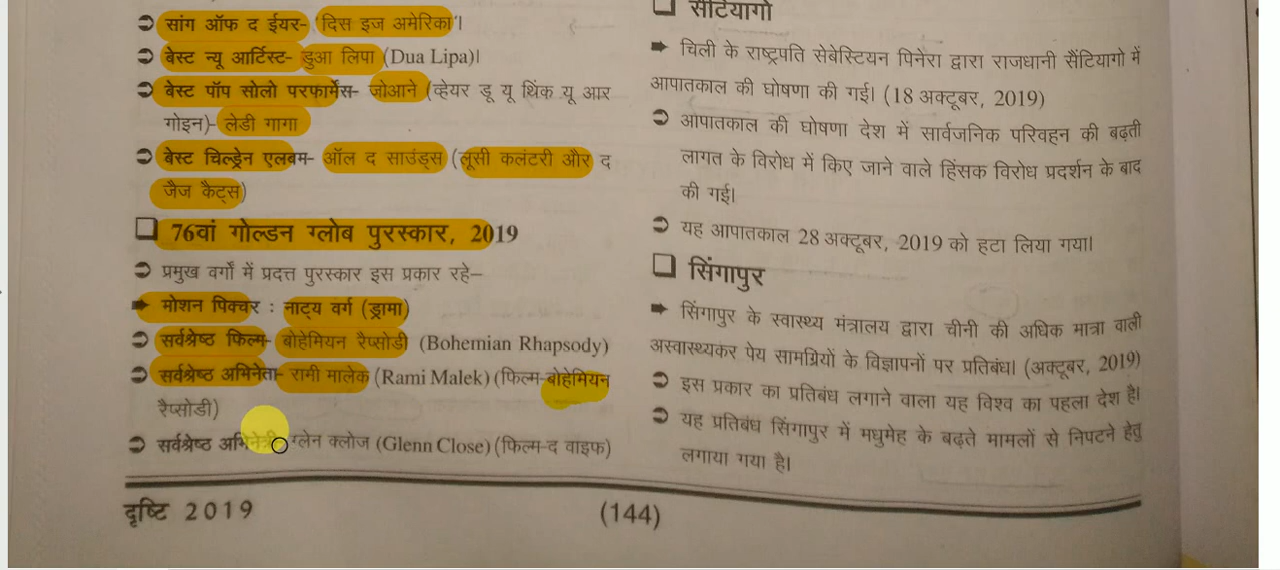 ➲ सांग ऑफ द ईयर- 'दिस इज अमेरिका'।
➲ बेस्ट न्यू आर्टिस्ट- डुआ लिपा (Dua Lipa)।
➲ बेस्ट पॉप सोलो परफार्मेंस- जोआने (व्हेयर डू यू थिंक यू आर
गोइन)- लेडी गागा
➲ बेस्ट चिल्ड्रेन एलबम- ऑल द साउंड्स (लूसी कलंटरी और द
जैज कैट्स)
❑ 76वां गोल्डन ग्लोब पुरस्कार, 2019
➲ प्रमुख वर्गों में प्रदत्त पुरस्कार इस प्रकार रहे–
➨ मोशन पिक्चर : नाट्य वर्ग (ड्रामा)
➲ सर्वश्रेष्ठ फिल्म- बोहेमियन रैप्सोडी (Bohemian Rhapsody)
➲ सर्वश्रेष्ठ अभिनेता- रामी मालेक (Rami Malek) (फिल्म-बोहेमियन
रैप्सोडी)
➲ सर्वश्रेष्ठ अभिनेत्री- ग्लेन क्लोज (Glenn Close) (फिल्म-द वाइफ)
❑ सैंटियागो
➨ चिली के राष्ट्रपति सेबेस्टियन पिनेरा द्वारा राजधानी सैंटियागो में
आपातकाल की घोषणा की गई। (18 अक्टूबर, 2019)
➲ आपातकाल की घोषणा देश में सार्वजनिक परिवहन की बढ़ती
लागत के विरोध में किए जाने वाले हिंसक विरोध प्रदर्शन के बाद
की गई।
➲ यह आपातकाल 28 अक्टूबर, 2019 को हटा लिया गया।
❑ सिंगापुर
➨ सिंगापुर के स्वास्थ्य मंत्रालय द्वारा चीनी की अधिक मात्रा वाली
अस्वास्थ्यकर पेय सामग्रियों के विज्ञापनों पर प्रतिबंध। (अक्टूबर, 2019)
➲ इस प्रकार का प्रतिबंध लगाने वाला यह विश्व का पहला देश है।
➲ यह प्रतिबंध सिंगापुर में मधुमेह के बढ़ते मामलों से निपटने हेतु
लगाया गया है।
दृष्टि 2019
(144)